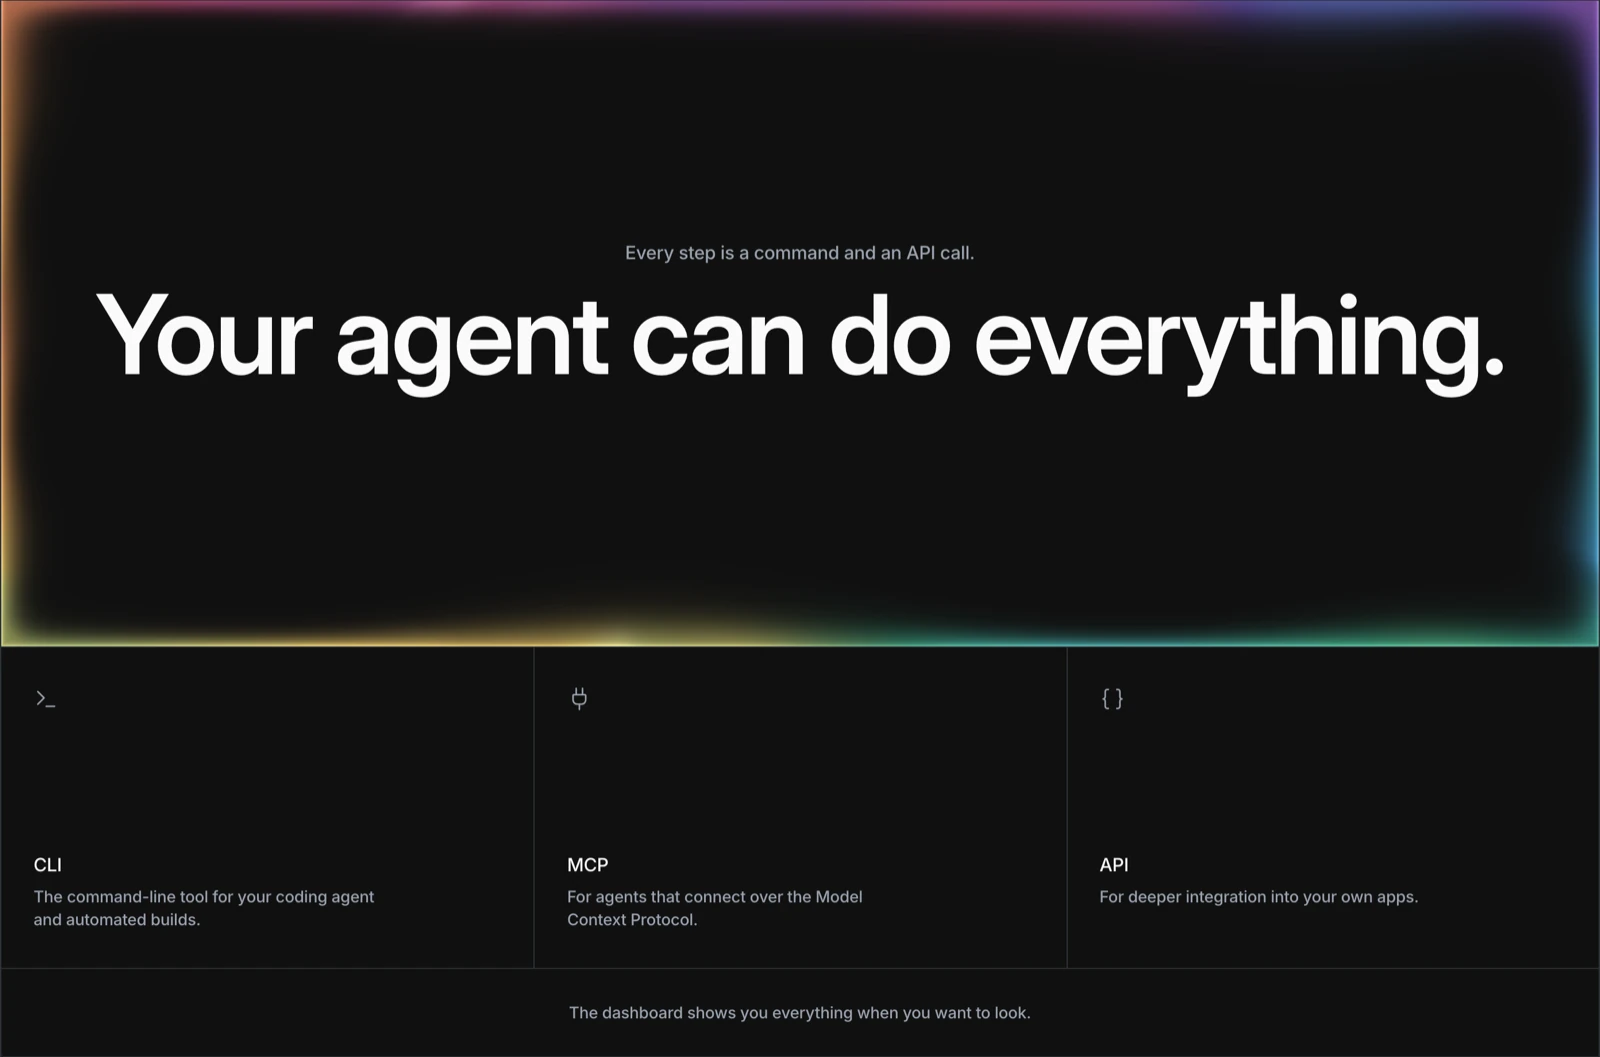 Every step is a command and an API call.
Your agent can do everything.
CLI
The command-line tool for your coding agent
and automated builds.
MCP
For agents that connect over the Model
Context Protocol.
API
For deeper integration into your own apps.
The dashboard shows you everything when you want to look.